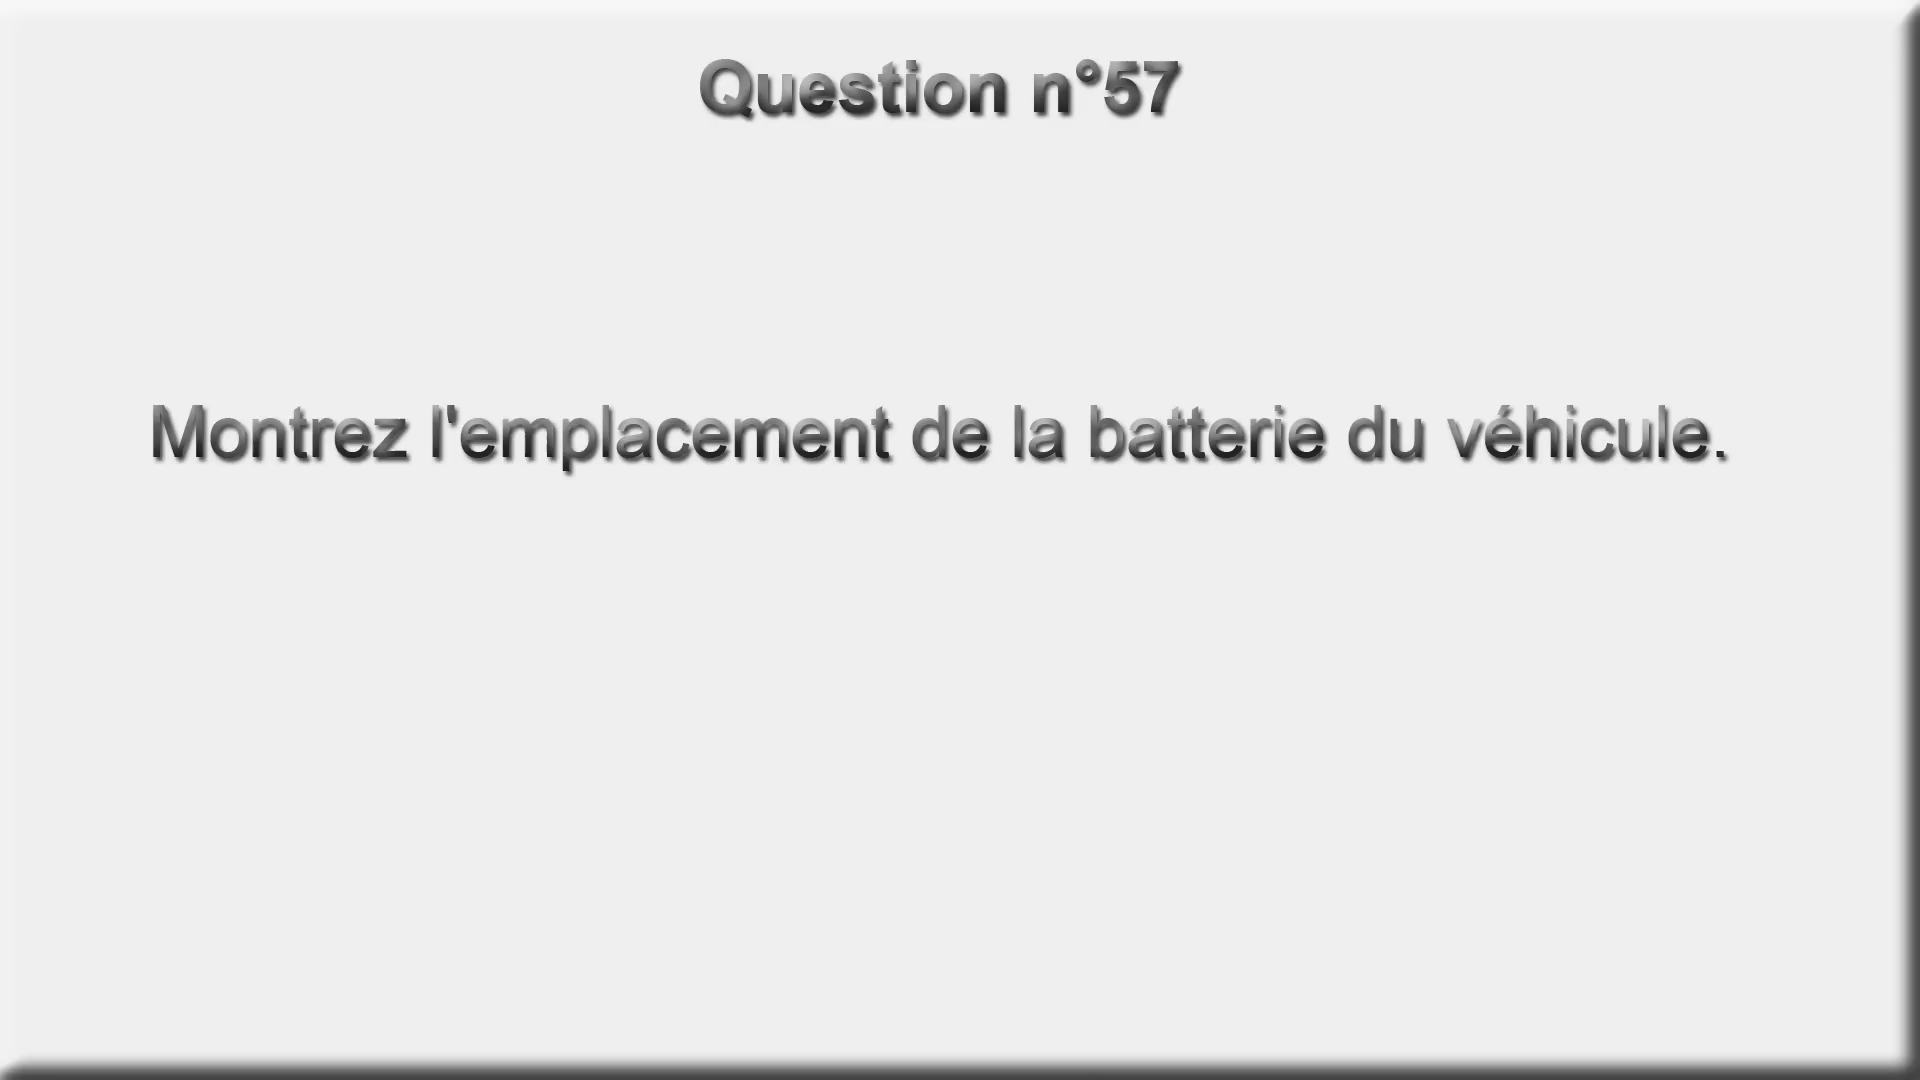 Question n°57
Montrez l'emplacement de la batterie du véhicule.